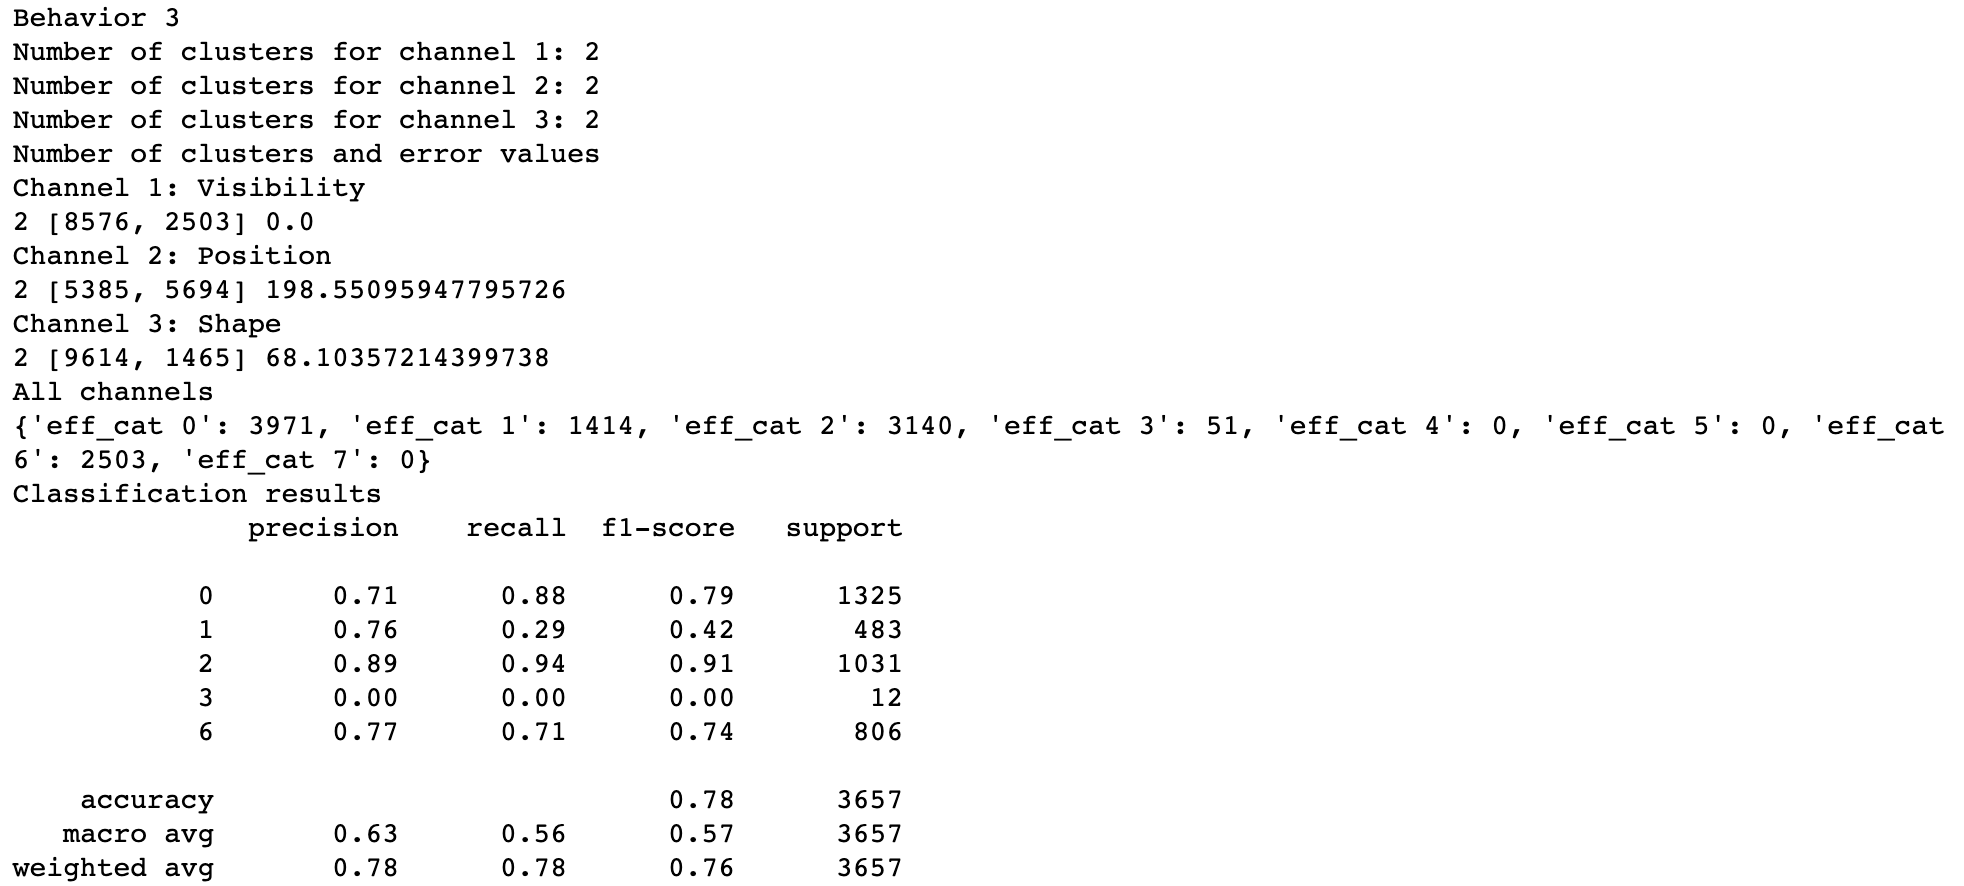 Behavior 3
Number of clusters for channel 1: 2
Number of clusters for channel 2: 2
Number of clusters for channel 3: 2
Number of clusters and error values
Channel 1: Visibility
2 [8576, 2503] 0.0
Channel 2: Position
2 [5385, 5694] 198.55095947795726
Channel 3: Shape
2 [9614, 1465] 68.10357214399738
All channels
{'eff_cat 0': 3971, 'eff_cat 1': 1414, 'eff_cat 2': 3140, 'eff_cat 3': 51, 'eff_cat 4': 0, 'eff_cat 5': 0, 'eff_cat
6': 2503, 'eff_cat 7': 0}
Classification results
precision recall f1-score support
0 0.71 0.88 0.79 1325
1 0.76 0.29 0.42 483
2 0.89 0.94 0.91 1031
3 0.00 0.00 0.00 12
6 0.77 0.71 0.74 806
accuracy 0.78 3657
macro avg 0.63 0.56 0.57 3657
weighted avg 0.78 0.78 0.76 3657